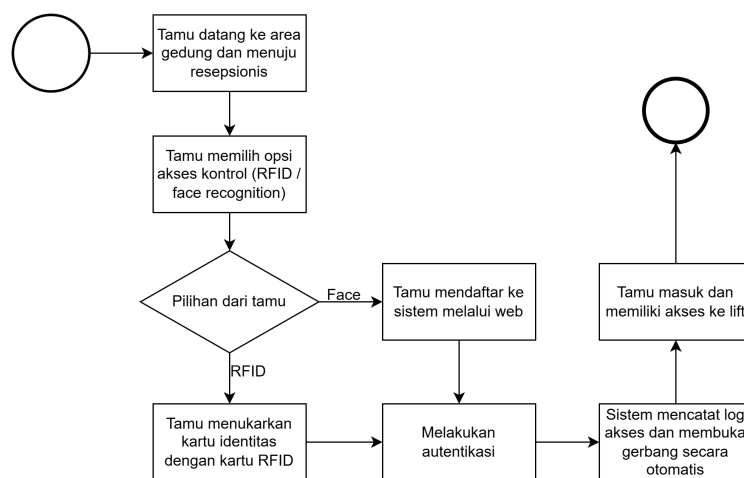 Tamu datang ke area
gedung dan menuju
resepsionis
Tamu memilih opsi
akses kontrol (RFID /
face recognition)
Pilihan dari tamu
Face
Tamu mendaftar ke
sistem melalui web
RFID
Tamu menukarkan
kartu identitas
dengan kartu RFID
Melakukan
autentikasi
Sistem mencatat log
akses dan membuka
gerbang secara
otomatis
Tamu masuk dan
memiliki akses ke lift